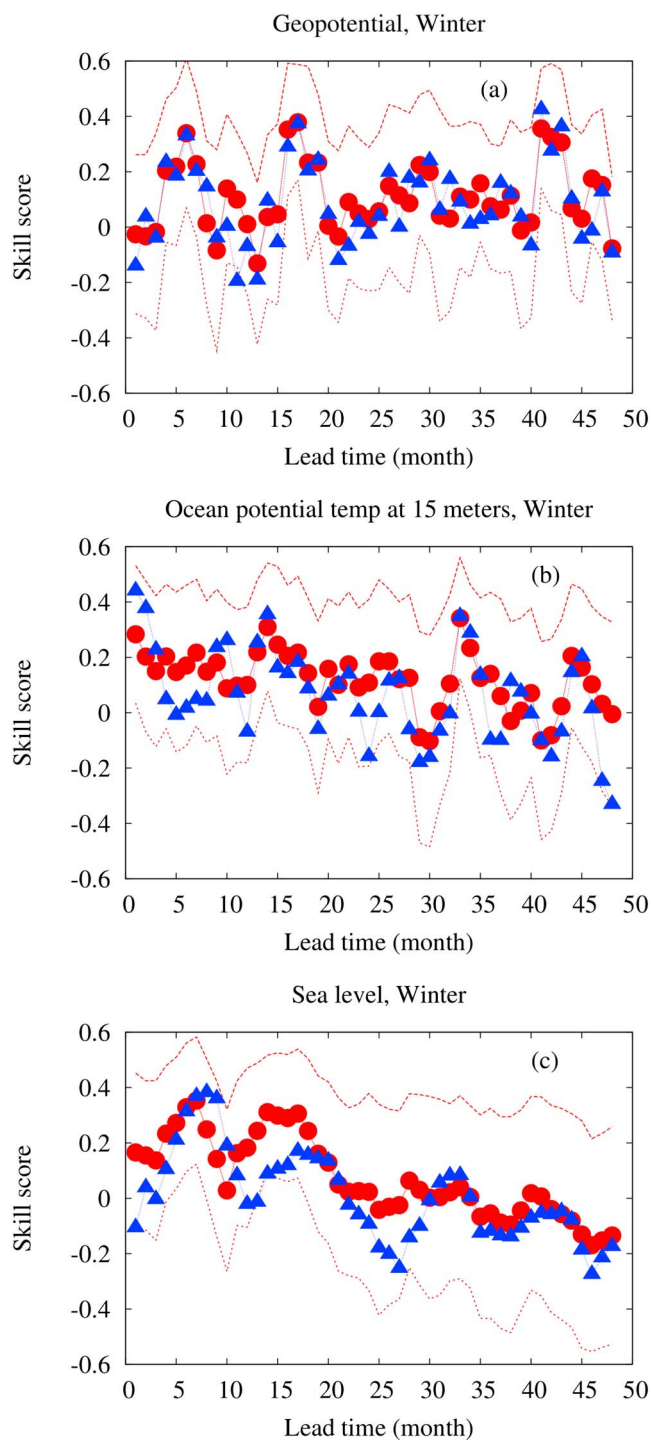 Geopotential, Winter
0.6
(a)
0.4
0.2
0
-0.2
-0.4
-0.6
Skill score
0 5 10 15 20 25 30 35 40 45 50
Lead time (month)
Ocean potential temp at 15 meters, Winter
0.6
(b)
0.4
0.2
0
-0.2
-0.4
-0.6
Skill score
0 5 10 15 20 25 30 35 40 45 50
Lead time (month)
Sea level, Winter
0.6
(c)
0.4
0.2
0
-0.2
-0.4
-0.6
Skill score
0 5 10 15 20 25 30 35 40 45 50
Lead time (month)